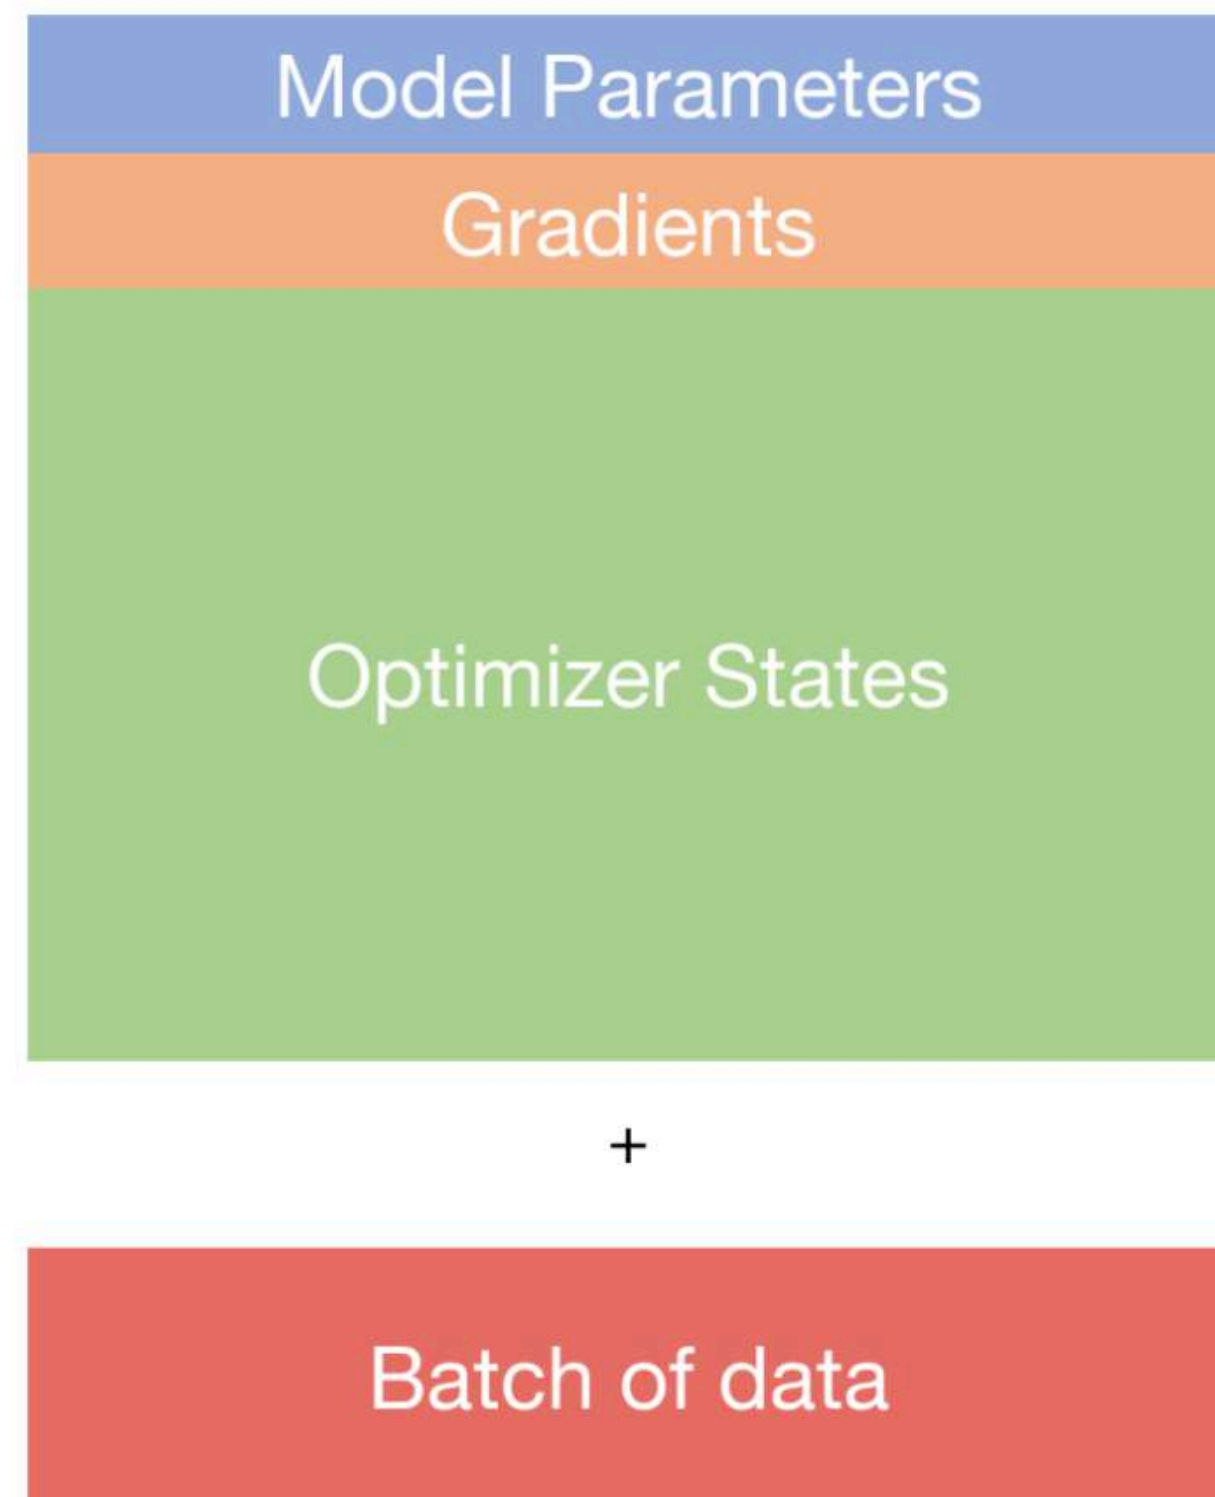 Model Parameters
Gradients
Optimizer States
+
Batch of data